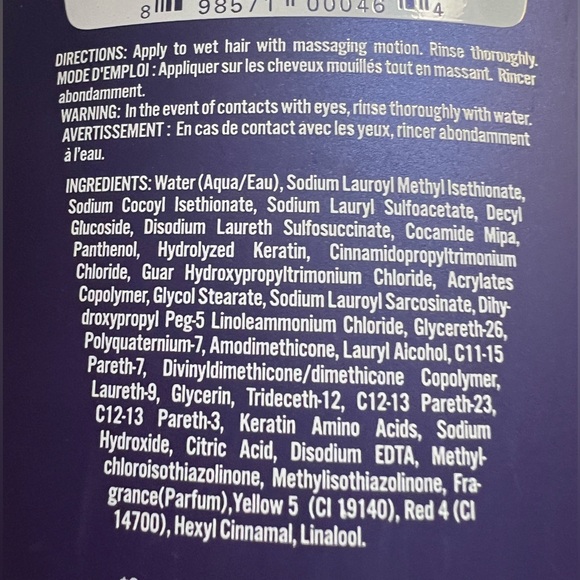 8 98571 00046 4
DIRECTIONS: Apply to wet hair with massaging motion. Rinse thoroughly.
MODE D'EMPLOI : Appliquer sur les cheveux mouillés tout en massant. Rincer
abondamment.
WARNING: In the event of contacts with eyes, rinse thoroughly with water.
AVERTISSEMENT : En cas de contact avec les yeux, rincer abondamment
à l'eau.
INGREDIENTS: Water (Aqua/Eau), Sodium Lauroyl Methyl Isethionate,
Sodium Cocoyl Isethionate, Sodium Lauryl Sulfoacetate, Decyl
Glucoside, Disodium Laureth Sulfosuccinate, Cocamide Mipa,
Panthenol, Hydrolyzed Keratin, Cinnamidopropyltrimonium
Chloride, Guar Hydroxypropyltrimonium Chloride, Acrylates
Copolymer, Glycol Stearate, Sodium Lauroyl Sarcosinate, Dihy-
droxypropyl Peg-5 Linoleammonium Chloride, Glycereth-26,
Polyquaternium-7, Amodimethicone, Lauryl Alcohol, C11-15
Pareth-7, Divinyldimethicone/dimethicone Copolymer,
Laureth-9, Glycerin, Trideceth-12, C12-13 Pareth-23,
C12-13 Pareth-3, Keratin Amino Acids, Sodium
Hydroxide, Citric Acid, Disodium EDTA, Methyl-
chloroisothiazolinone, Methylisothiazolinone, Fra-
grance(Parfum),Yellow 5 (CI 19140), Red 4 (CI
14700), Hexyl Cinnamal, Linalool.